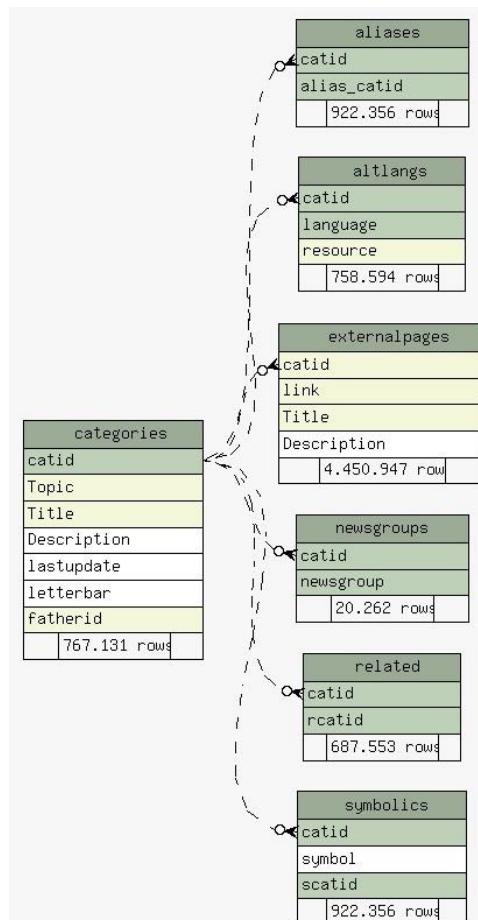 aliases
catid
alias_catid
922.356 rows
altlangs
catid
language
resource
758.594 rows
externalpages
catid
link
Title
Description
4.450.947 row
categories
catid
Topic
Title
Description
lastupdate
letterbar
fatherid
767.131 rows
newsgroups
catid
newsgroup
20.262 rows
related
catid
rcatid
687.553 rows
symbolics
catid
symbol
scatid
922.356 rows